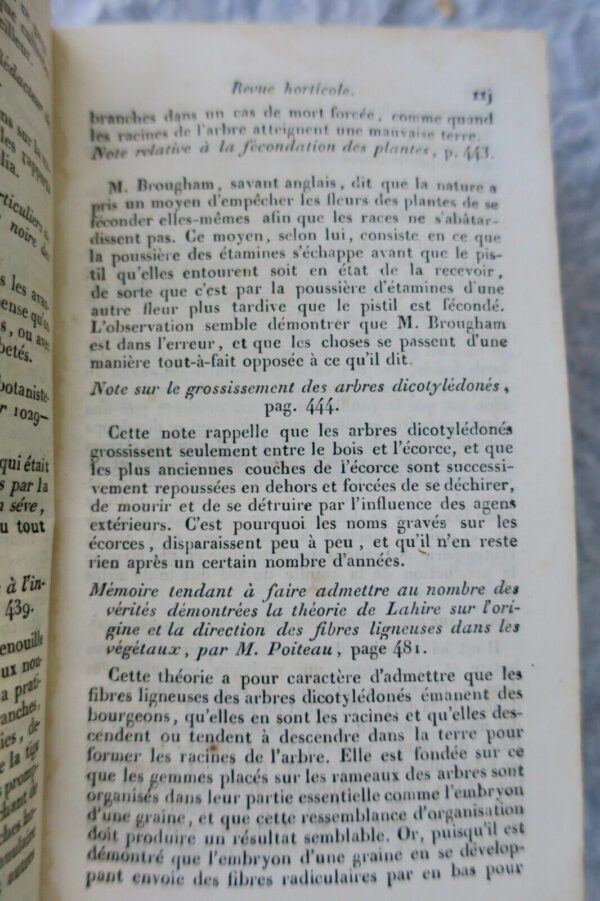 Revue horticole.
11j
branches dans un cas de mort forcée, comme quand
les racines de l'arbre atteignent une mauvaise terre.
Note relative à la fécondation des plantes, p. 443.
M. Brougham, savant anglais, dit que la nature a
pris un moyen d'empêcher les fleurs des plantes de se
féconder elles-mêmes afin que les races ne s'abâtar-
dissent pas. Ce moyen, selon lui, consiste en ce que
la poussière des étamines s'échappe avant que le pis-
til qu'elles entourent soit en état de la recevoir,
de sorte que c'est par la poussière d'étamines d'une
autre fleur plus tardive que le pistil est fécondé.
L'observation semble démontrer que M. Brougham
est dans l'erreur, et que les choses se passent d'une
manière tout-à-fait opposée à ce qu'il dit.
Note sur le grossissement des arbres dicotylédonés,
pag. 444.
Cette note rappelle que les arbres dicotylédonés
grossissent seulement entre le bois et l'écorce, et que
les plus anciennes couches de l'écorce sont successi-
vement repoussées en dehors et forcées de se déchirer,
de mourir et de se détruire par l'influence des agens
extérieurs. C'est pourquoi les noms gravés sur les
écorces, disparaissent peu à peu, et qu'il n'en reste
rien après un certain nombre d'années.
Mémoire tendant à faire admettre au nombre des
vérités démontrées la théorie de Lahire sur l'ori-
gine et la direction des fibres ligneuses dans les
végétaux, par M. Poiteau, page 481.
Cette théorie a pour caractère d'admettre que les
fibres ligneuses des arbres dicotylédonés émanent des
bourgeons, qu'elles en sont les racines et qu'elles des-
cendent ou tendent à descendre dans la terre pour
former les racines de l'arbre. Elle est fondée sur ce
que les gemmes placés sur les rameaux des arbres sont
organisés dans leur partie essentielle comme l'embryon
d'une graine, et que cette ressemblance d'organisation
doit produire un résultat semblable. Or, puisqu'il est
démontré que l'embryon d'une graine en se dévelop-
pant envoie des fibres radiculaires par en bas pour